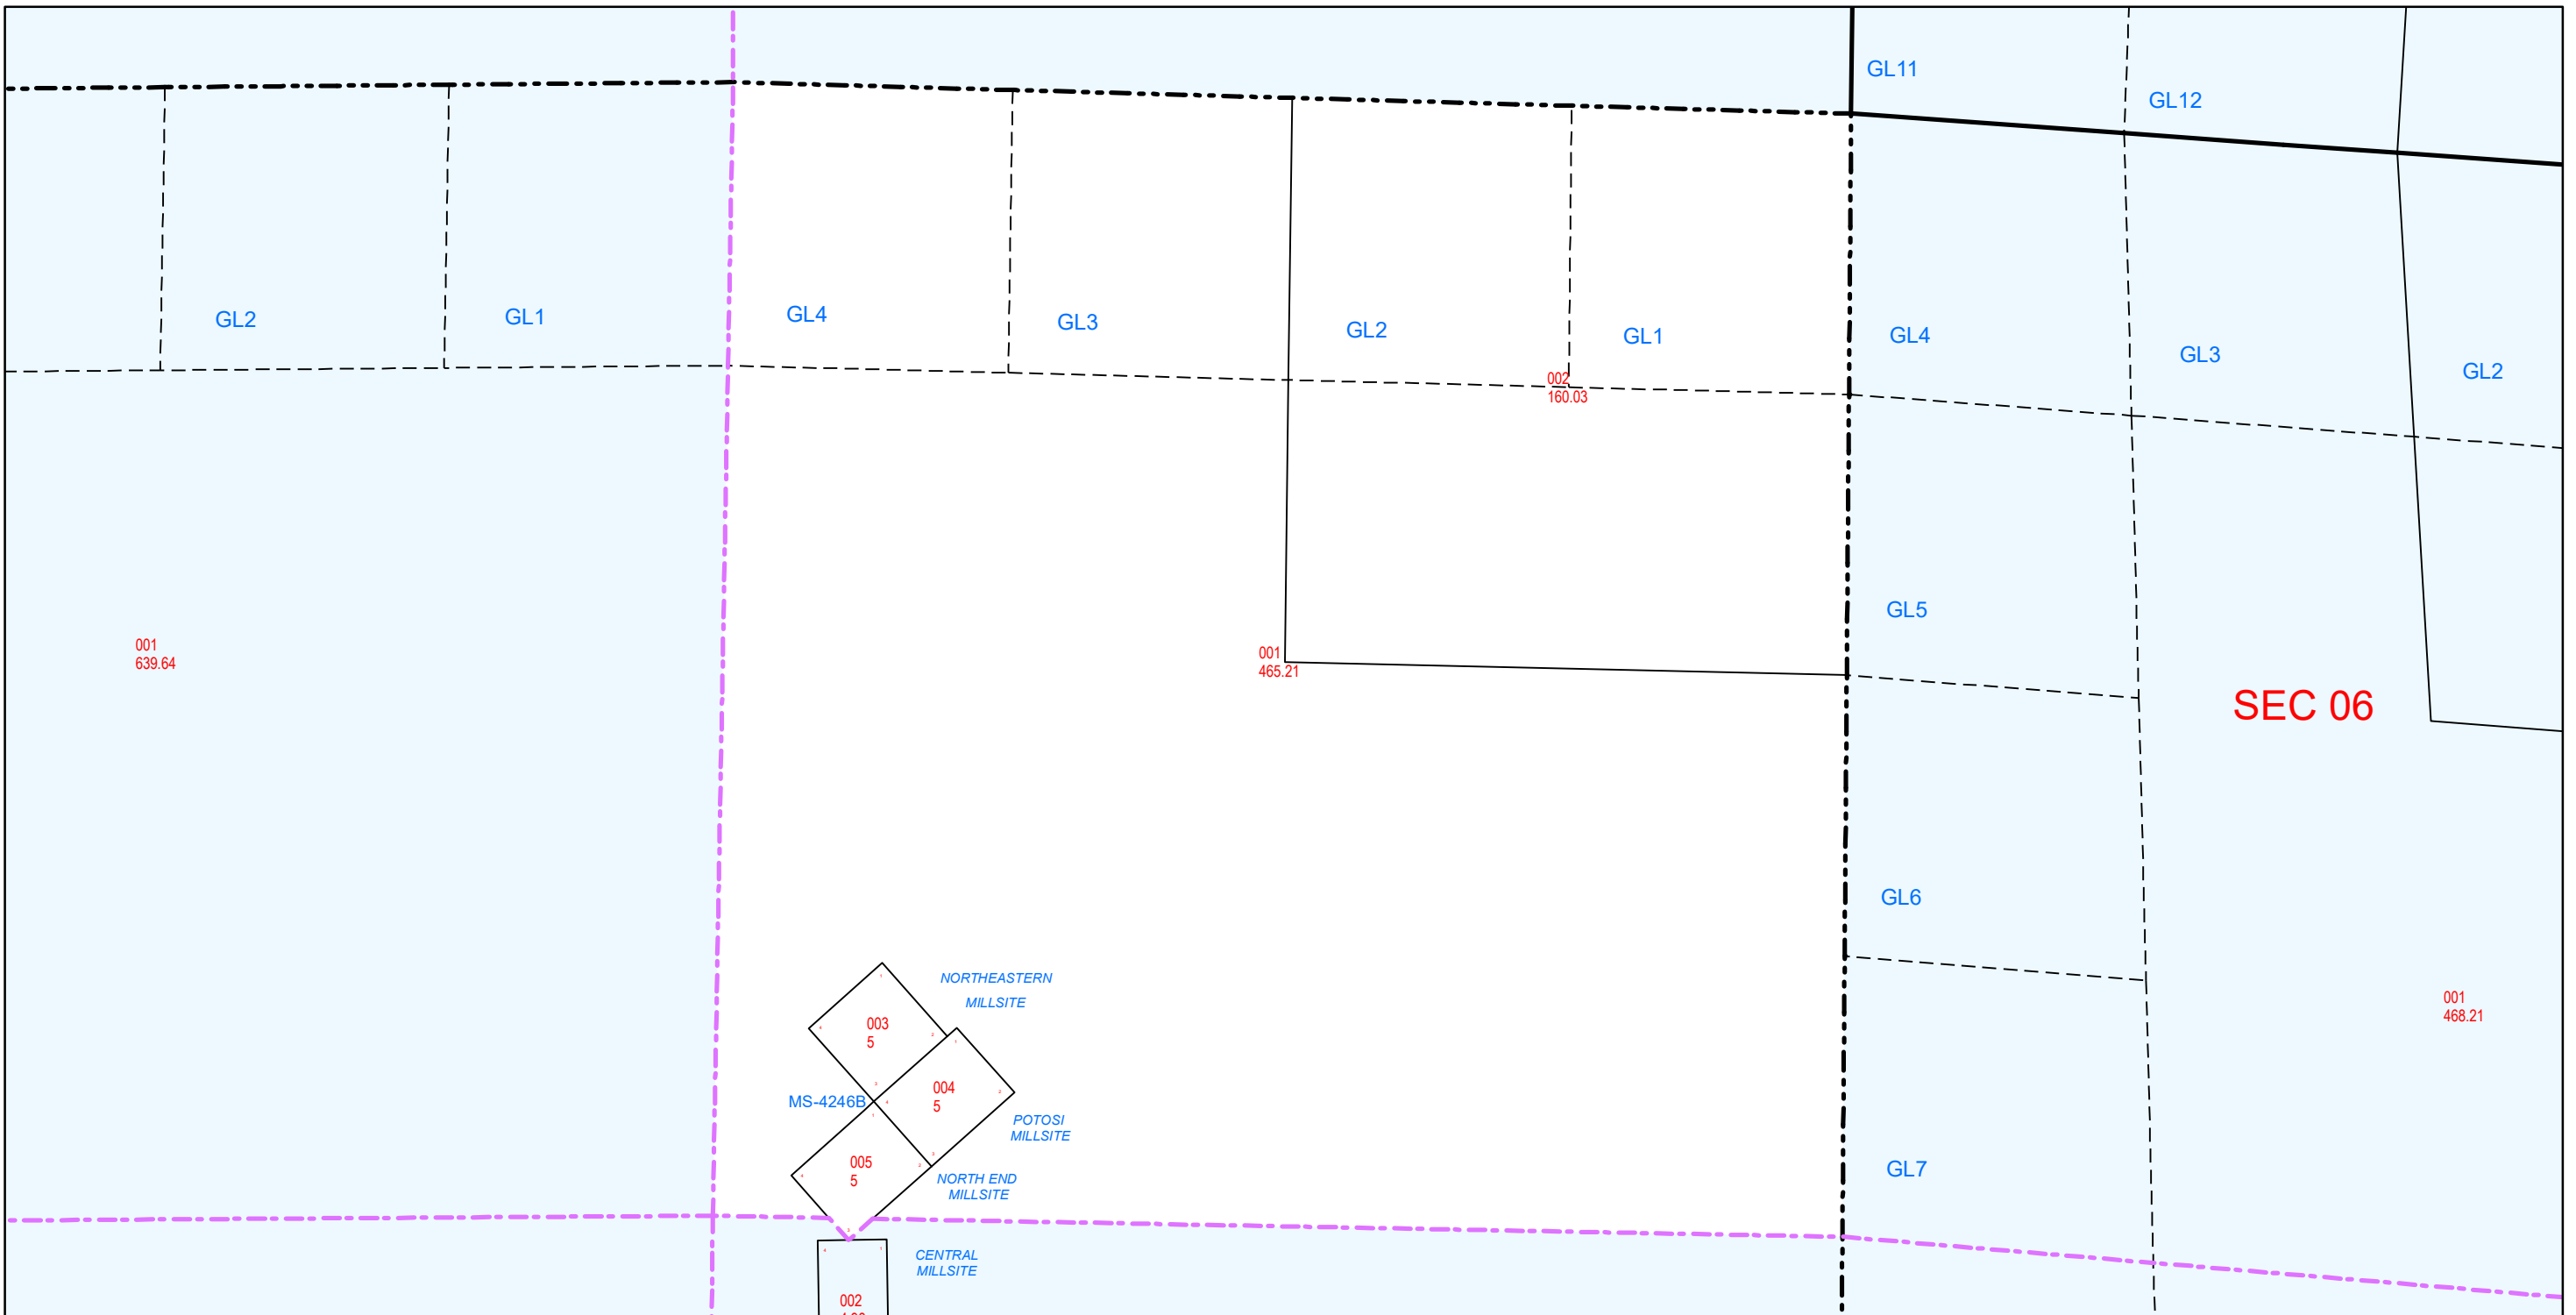 GL11
GL12
GL2
GL1
GL4
GL3
GL2
GL1
GL4
GL3
GL2
002
160.03
GL5
001
639.64
001
465.21
SEC 06
GL6
NORTHEASTERN
MILLSITE
001
468.21
003
5
004
5
MS-4246B
POTOSI
MILLSITE
GL7
005
5
NORTH END
MILLSITE
CENTRAL
MILLSITE
002